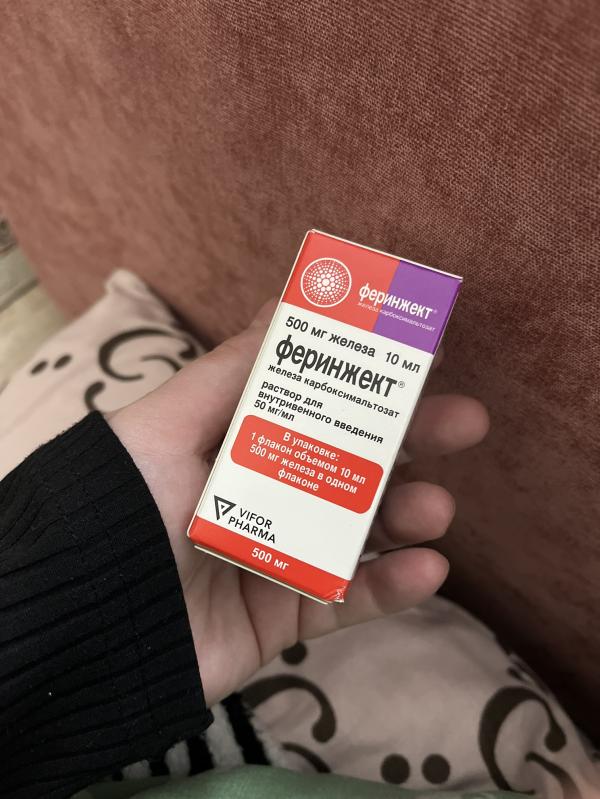 феринжект®
железа карбоксимальтозат
500 мг железа 10 мл
феринжект®
железа карбоксимальтозат
раствор для
внутривенного введения
50 мг/мл
В упаковке:
1 флакон объемом 10 мл
500 мг железа в одном
флаконе
VIFOR
PHARMA
500 мг